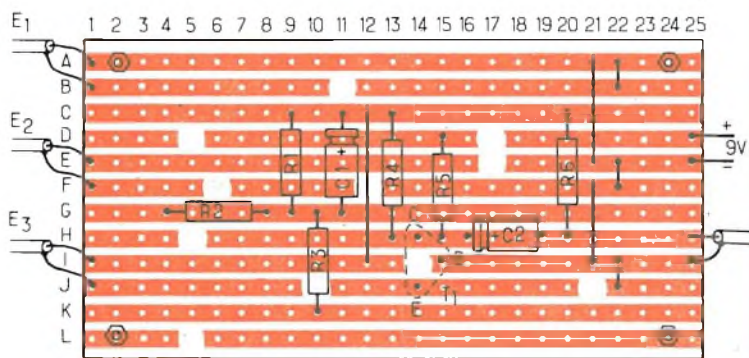 1 2 3 4 5 6 7 8 9 10 11 12 13 14 15 16 17 18 19 20 21 22 23 24 25
E1
A
B
C
E2
D
E
F
+
9V
-
R1
C1+
R4
R5
R6
G
R2
C
E3
H
+
C2
I
R3
J
E
T1
K
L